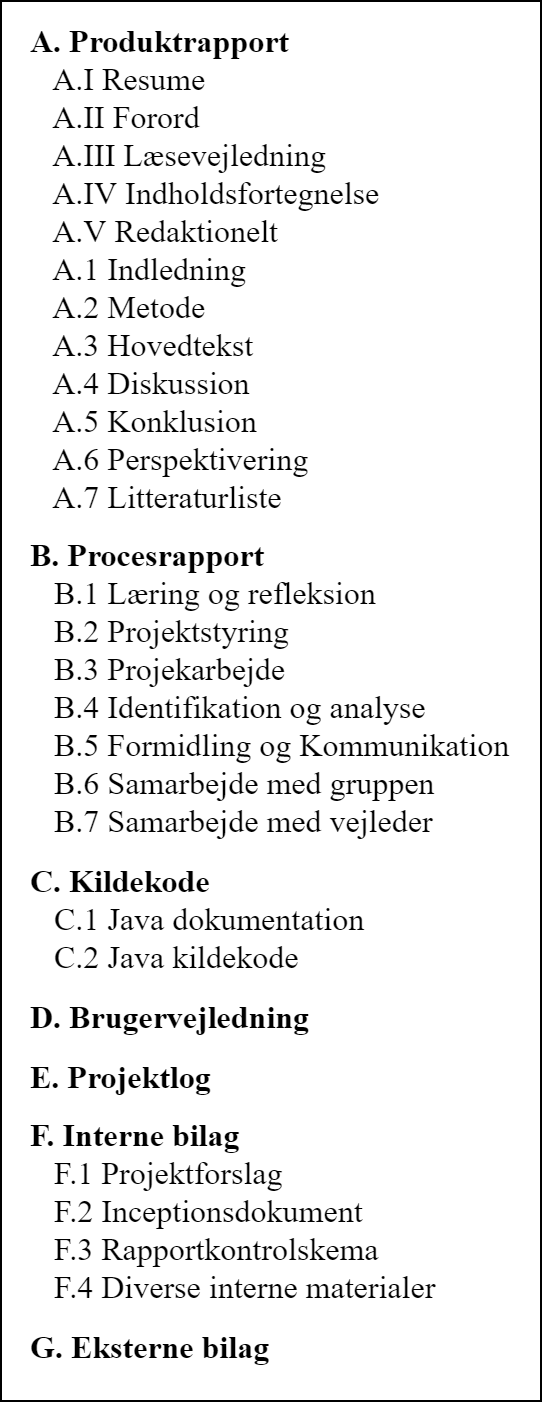 A. Produktrapport
A.I Resume
A.II Forord
A.III Læsevejledning
A.IV Indholdsfortegnelse
A.V Redaktionelt
A.1 Indledning
A.2 Metode
A.3 Hovedtekst
A.4 Diskussion
A.5 Konklusion
A.6 Perspektivering
A.7 Litteraturliste
B. Procesrapport
B.1 Læring og refleksion
B.2 Projektstyring
B.3 Projekarbejde
B.4 Identifikation og analyse
B.5 Formidling og Kommunikation
B.6 Samarbejde med gruppen
B.7 Samarbejde med vejleder
C. Kildekode
C.1 Java dokumentation
C.2 Java kildekode
D. Brugervejledning
E. Projektlog
F. Interne bilag
F.1 Projektforslag
F.2 Inceptionsdokument
F.3 Rapportkontrolskema
F.4 Diverse interne materialer
G. Eksterne bilag